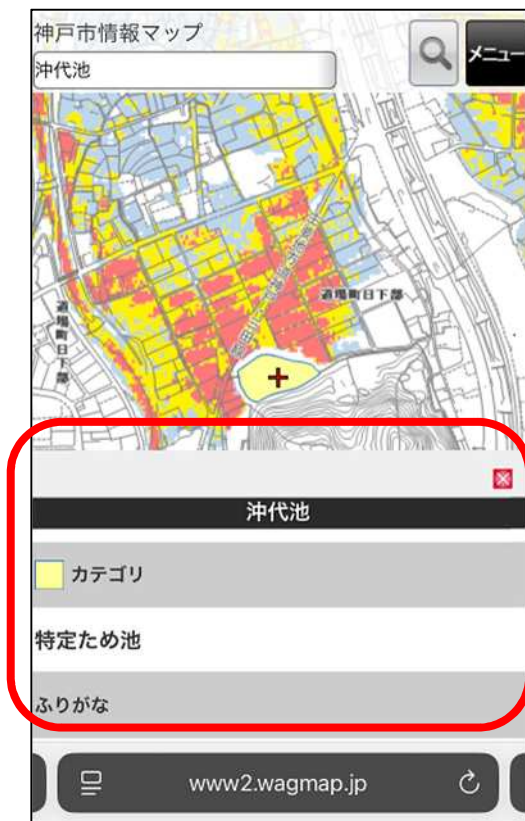 神戸市情報マップ
沖代池
メニュー
道場町日下部
道場町日下部
沖代池
カテゴリ
特定ため池
ふりがな
www2.wagmap.jp